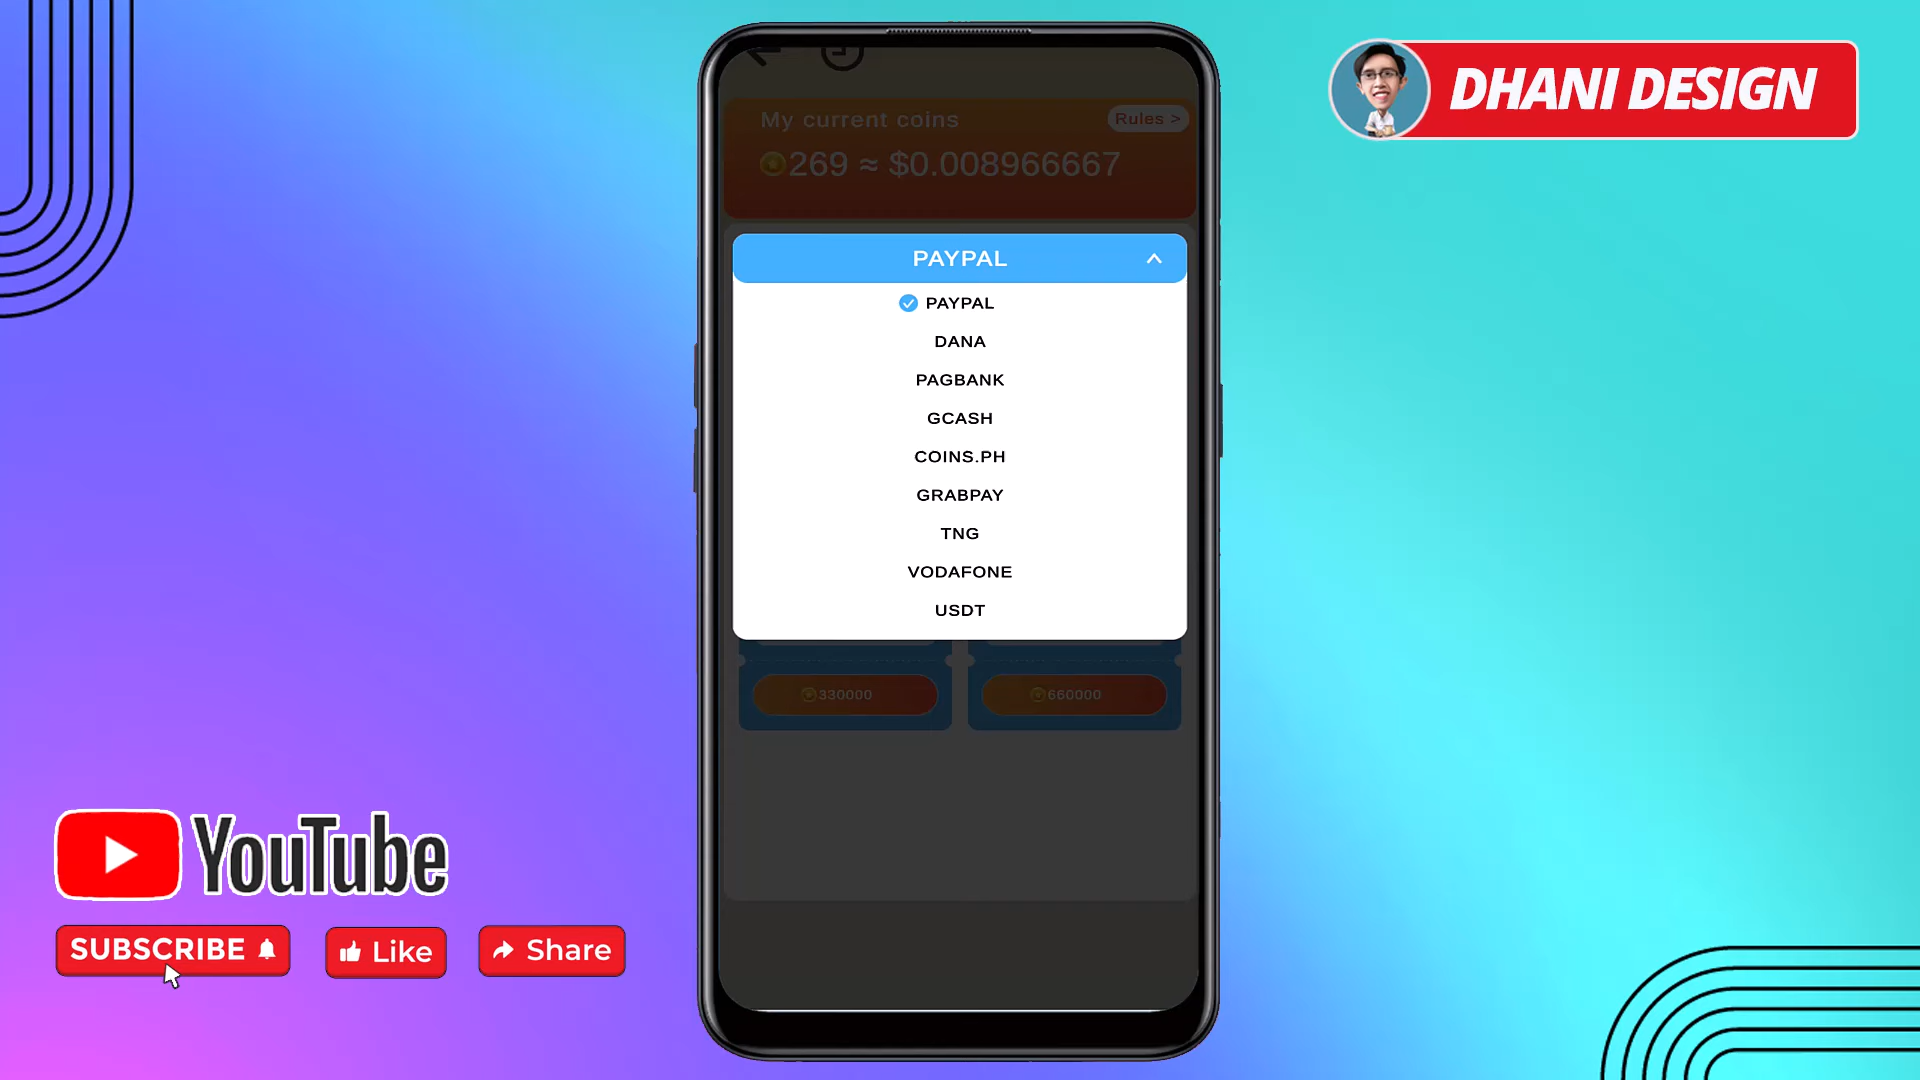 DHANI DESIGN
My current coins
Rules >
269 ≈ $0.008966667
PAYPAL
PAYPAL
DANA
PAGBANK
GCASH
COINS.PH
GRABPAY
TNG
VODAFONE
USDT
330000
660000
YouTube
SUBSCRIBE
Like
Share